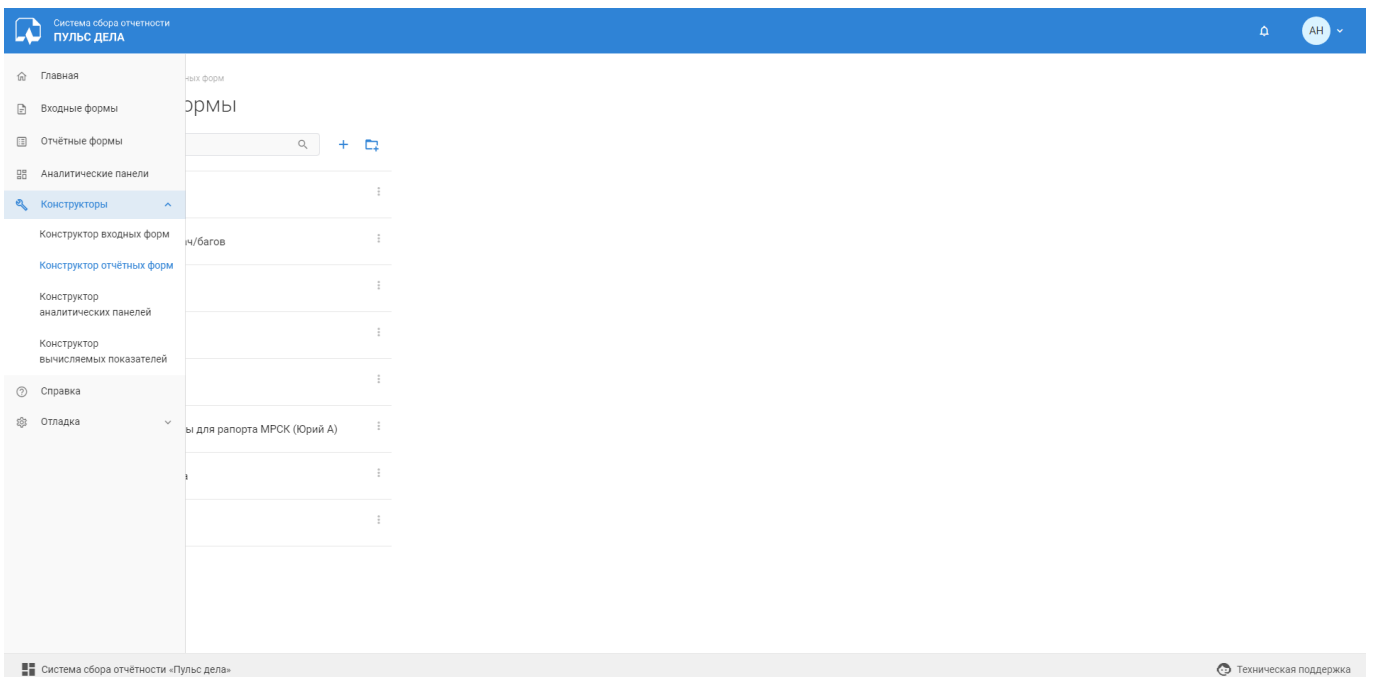 Система сбора отчетности
ПУЛЬС ДЕЛА
АН
Главная
Входные формы
Отчётные формы
Аналитические панели
Конструкторы
Конструктор входных форм
Конструктор отчётных форм
Конструктор
аналитических панелей
Конструктор
вычисляемых показателей
Справка
Отладка
ных форм
ормы
ач/багов
ы для рапорта МРСК (Юрий А)
а
Система сбора отчётности «Пульс дела»
Техническая поддержка